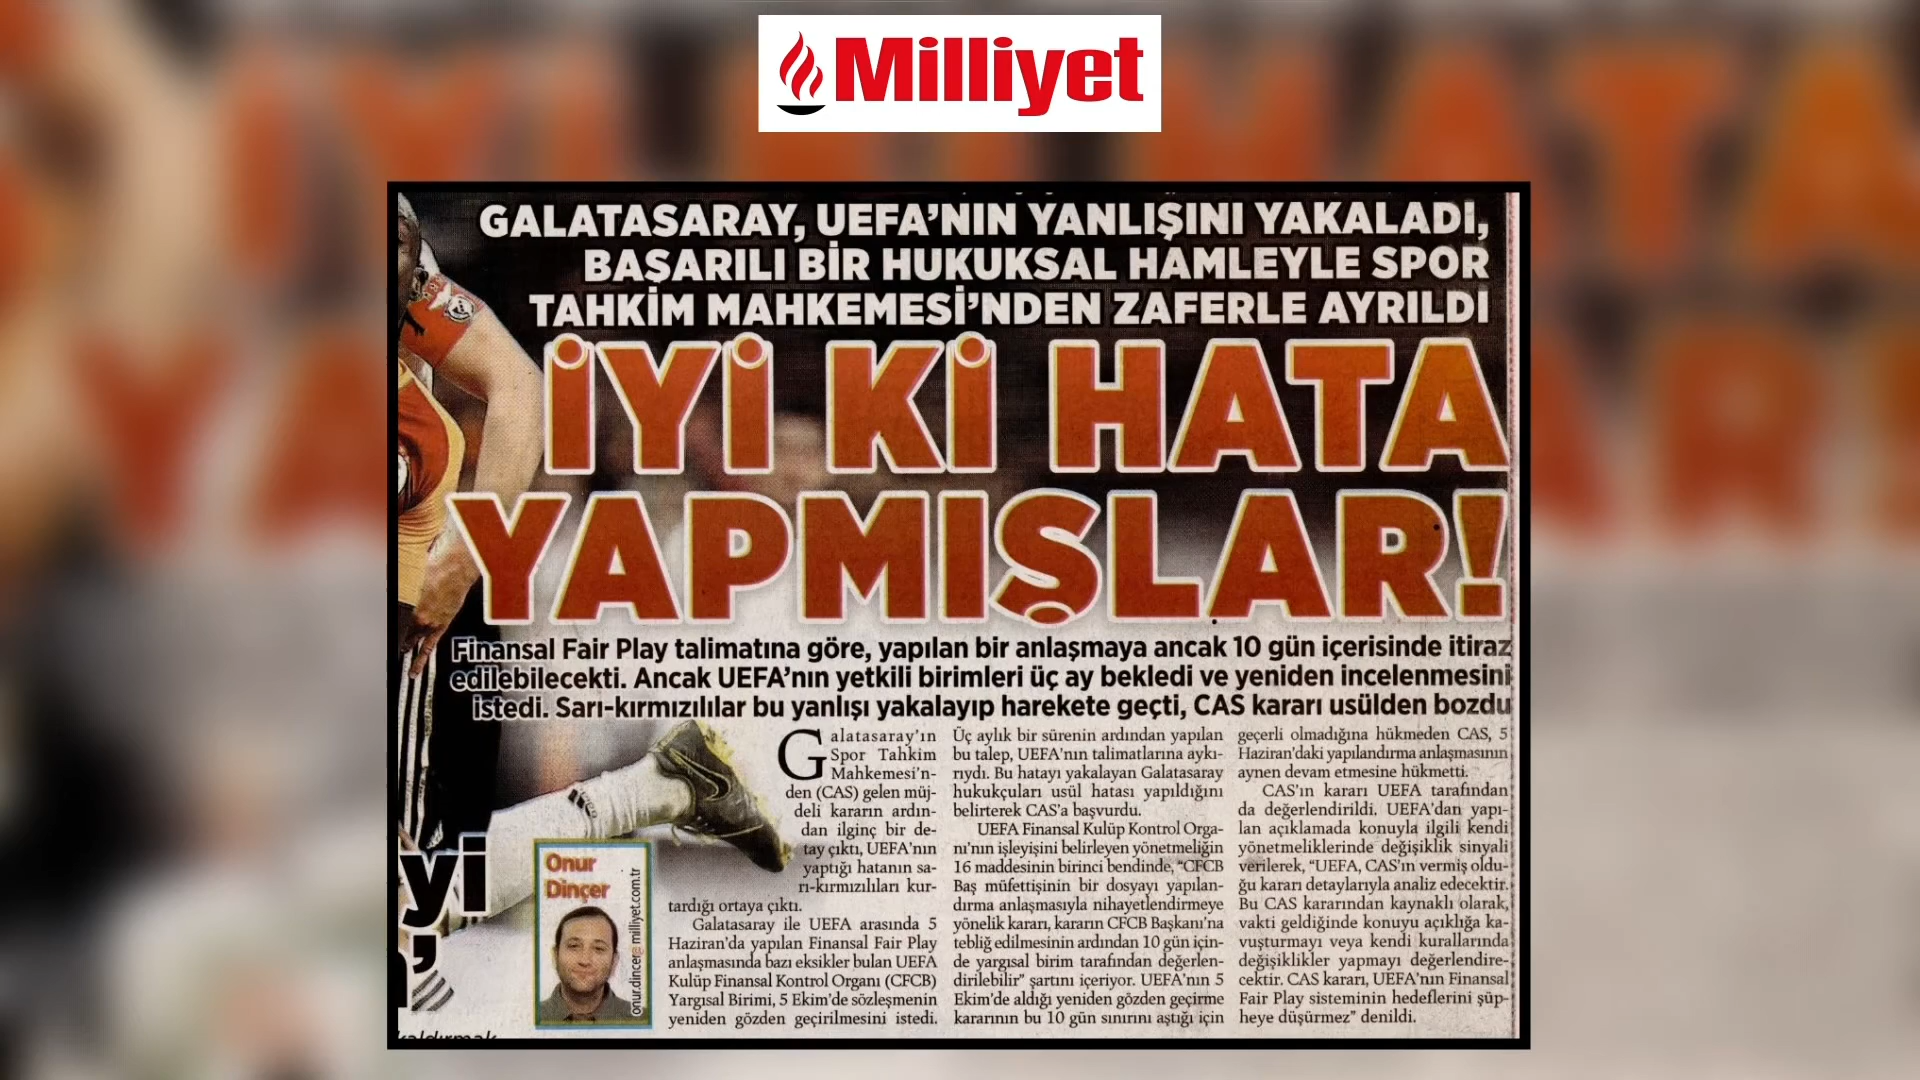 Milliyet
GALATASARAY, UEFA'NIN YANLIŞINI YAKALADI,
BAŞARILI BİR HUKUKSAL HAMLEYLE SPOR
TAHKİM MAHKEMESİ'NDEN ZAFERLE AYRILDI
İYİ Kİ HATA
YAPMIŞLAR!
Finansal Fair Play talimatına göre, yapılan bir anlaşmaya ancak 10 gün içerisinde itiraz
edilebilecekti. Ancak UEFA'nın yetkili birimleri üç ay bekledi ve yeniden incelenmesini
istedi. Sarı-kırmızılılar bu yanlışı yakalayıp harekete geçti, CAS kararı usülden bozdu
Galatasaray'ın
Spor Tahkim
Mahkemesi'n-
den (CAS) gelen müj-
deli kararın ardın-
dan ilginç bir de-
tay çıktı, UEFA'nın
yaptığı hatanın sa-
rı-kırmızılıları kur-
tardığı ortaya çıktı.
Galatasaray ile UEFA arasında 5
Haziran'da yapılan Finansal Fair Play
anlaşmasında bazı eksikler bulan UEFA
Kulüp Finansal Kontrol Organı (CFCB)
Yargısal Birimi, 5 Ekim'de sözleşmenin
yeniden gözden geçirilmesini istedi.
Üç aylık bir sürenin ardından yapılan
bu talep, UEFA'nın talimatlarına aykı-
rıydı. Bu hatayı yakalayan Galatasaray
hukukçuları usül hatası yapıldığını
belirterek CAS'a başvurdu.
UEFA Finansal Kulüp Kontrol Orga-
nı'nın işleyişini belirleyen yönetmeliğin
16 maddesinin birinci bendinde, "CFCB
Baş müfettişinin bir dosyayı yapılan-
dırma anlaşmasıyla nihayetlendirmeye
yönelik kararı, kararın CFCB Başkanı'na
tebliğ edilmesinin ardından 10 gün için-
de yargısal birim tarafından değerlen-
dirilebilir" şartını içeriyor. UEFA'nın 5
Ekim'de aldığı yeniden gözden geçirme
kararının bu 10 gün sınırını aştığı için
geçerli olmadığına hükmeden CAS, 5
Haziran'daki yapılandırma anlaşmasının
aynen devam etmesine hükmetti.
CAS'ın kararı UEFA tarafından
da değerlendirildi. UEFA'dan yapı-
lan açıklamada konuyla ilgili kendi
yönetmeliklerinde değişiklik sinyali
verilerek, "UEFA, CAS'ın vermiş oldu-
ğu kararı detaylarıyla analiz edecektir.
Bu CAS kararından kaynaklı olarak,
vakti geldiğinde konuyu açıklığa ka-
vuşturmayı veya kendi kurallarında
değişiklikler yapmayı değerlendire-
cektir. CAS kararı, UEFA'nın Finansal
Fair Play sisteminin hedeflerini şüp-
heye düşürmez" denildi.
Onur
Dinçer
onur.dincer@milliyet.com.tr
yi